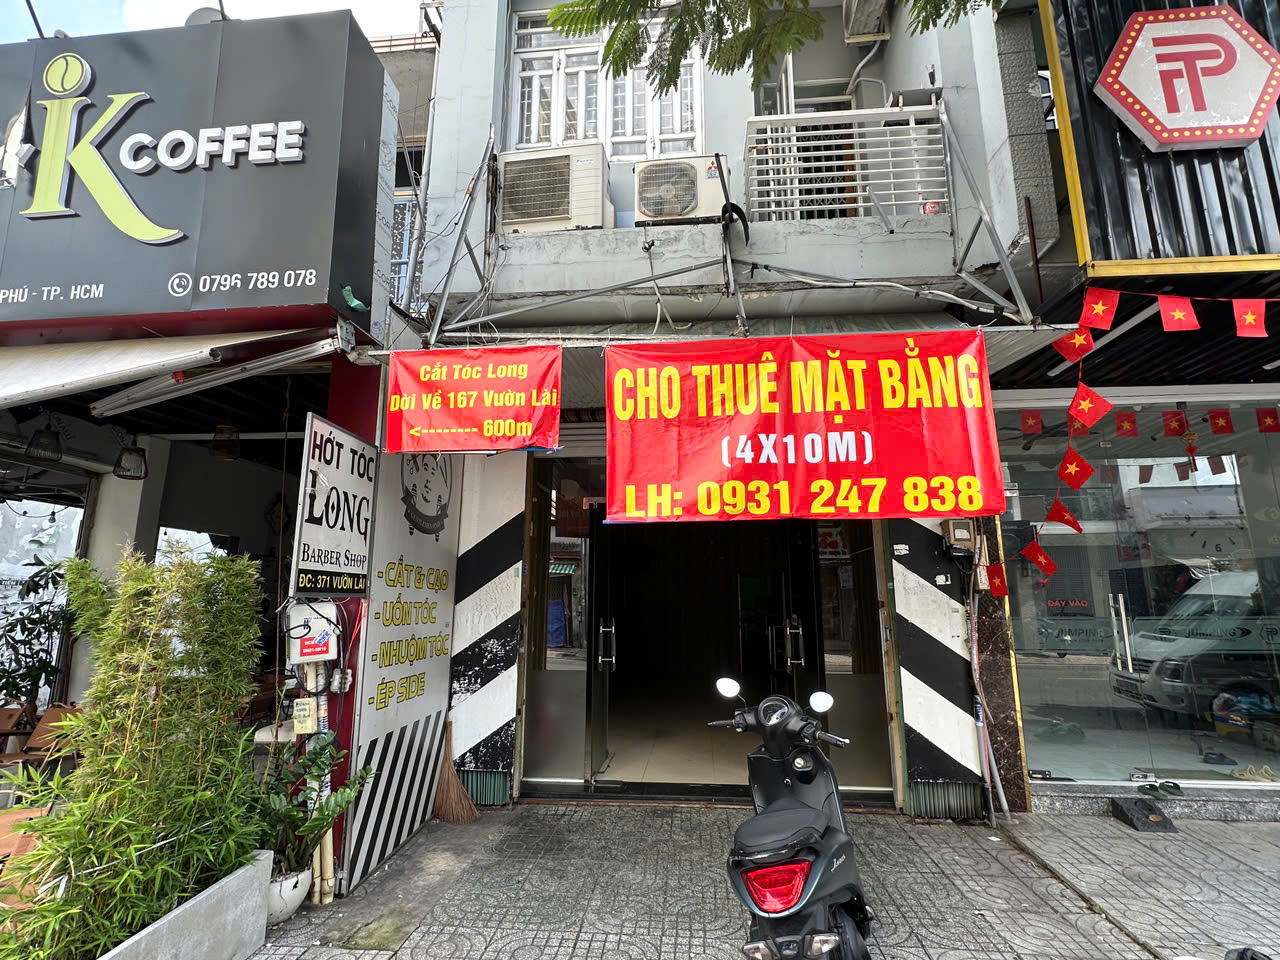 iK COFFEE
PHÚ - TP. HCM
0796 789 078
Cắt Tóc Long
Dời Về 167 Vườn Lài
<-------- 600m
CHO THUÊ MẶT BẰNG
(4X10M)
LH: 0931 247 838
HỚT TÓC
LONG
BARBER SHOP
ĐC: 371 VƯỜN LÀI
- CẮT & CẠO
- UỐN TÓC
- NHUỘM TÓC
- ÉP SIDE
ĐẨY VÀO
JUMPING